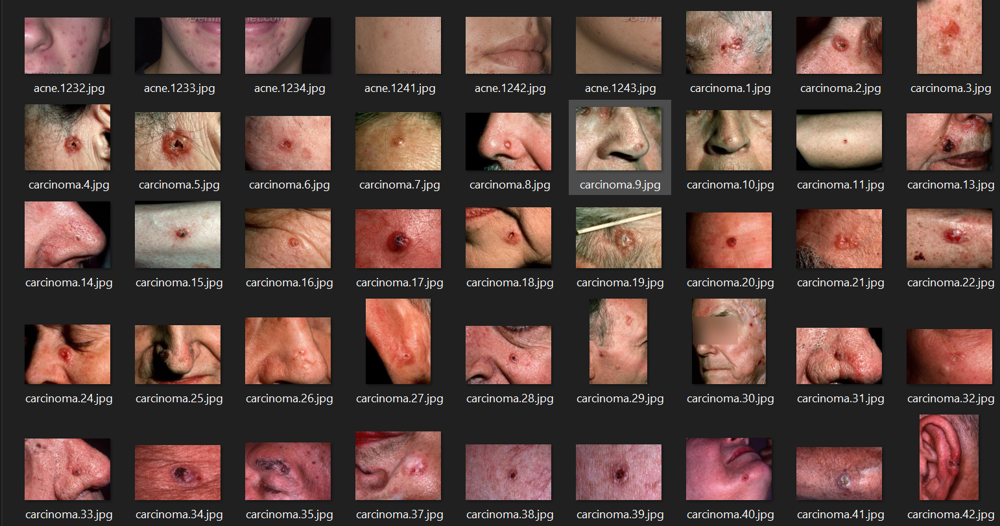 acne.1232.jpg
acne.1233.jpg
acne.1234.jpg
acne.1241.jpg
acne.1242.jpg
acne.1243.jpg
carcinoma.1.jpg
carcinoma.2.jpg
carcinoma.3.jpg
carcinoma.4.jpg
carcinoma.5.jpg
carcinoma.6.jpg
carcinoma.7.jpg
carcinoma.8.jpg
carcinoma.9.jpg
carcinoma.10.jpg
carcinoma.11.jpg
carcinoma.13.jpg
carcinoma.14.jpg
carcinoma.15.jpg
carcinoma.16.jpg
carcinoma.17.jpg
carcinoma.18.jpg
carcinoma.19.jpg
carcinoma.20.jpg
carcinoma.21.jpg
carcinoma.22.jpg
carcinoma.24.jpg
carcinoma.25.jpg
carcinoma.26.jpg
carcinoma.27.jpg
carcinoma.28.jpg
carcinoma.29.jpg
carcinoma.30.jpg
carcinoma.31.jpg
carcinoma.32.jpg
carcinoma.33.jpg
carcinoma.34.jpg
carcinoma.35.jpg
carcinoma.37.jpg
carcinoma.38.jpg
carcinoma.39.jpg
carcinoma.40.jpg
carcinoma.41.jpg
carcinoma.42.jpg